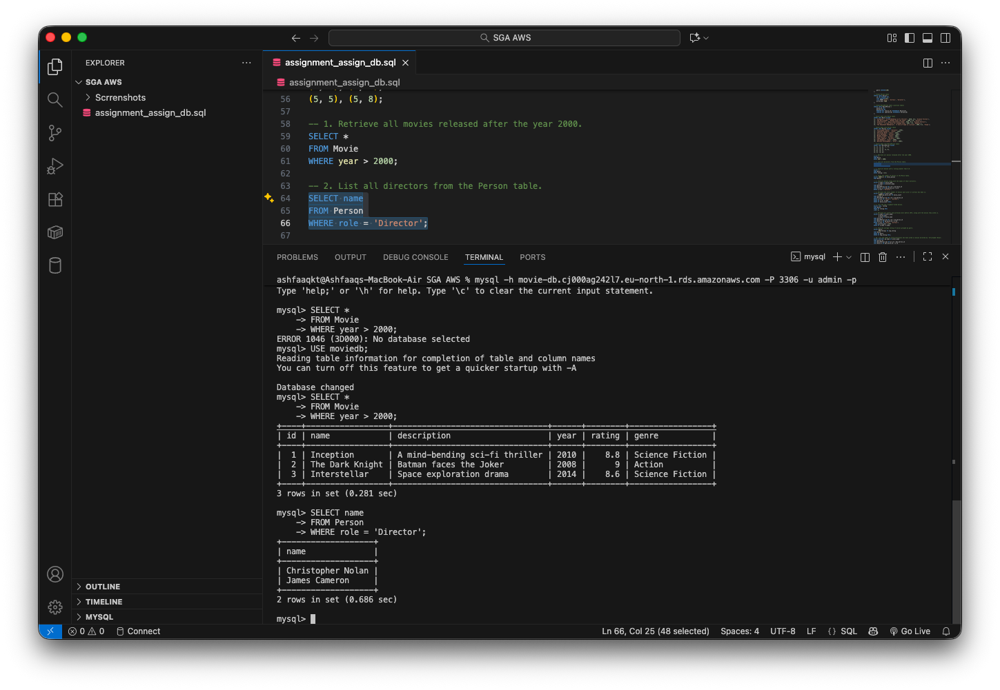 SGA AWS
EXPLORER
SGA AWS
Scrrenshots
assignment_assign_db.sql
assignment_assign_db.sql
assignment_assign_db.sql
56 (5, 5), (5, 8);
57
58 -- 1. Retrieve all movies released after the year 2000.
59 SELECT *
60 FROM Movie
61 WHERE year > 2000;
62
63 -- 2. List all directors from the Person table.
64 SELECT name
65 FROM Person
66 WHERE role = 'Director';
67
PROBLEMS OUTPUT DEBUG CONSOLE TERMINAL PORTS
mysql
ashfaaqkt@Ashfaaqs-MacBook-Air SGA AWS % mysql -h movie-db.cj000ag242l7.eu-north-1.rds.amazonaws.com -P 3306 -u admin -p
Type 'help;' or '\h' for help. Type '\c' to clear the current input statement.
mysql> SELECT *
-> FROM Movie
-> WHERE year > 2000;
ERROR 1046 (3D000): No database selected
mysql> USE moviedb;
Reading table information for completion of table and column names
You can turn off this feature to get a quicker startup with -A
Database changed
mysql> SELECT *
-> FROM Movie
-> WHERE year > 2000;
+----+-----------------+--------------------------------+------+--------+-----------------+
| id | name | description | year | rating | genre |
+----+-----------------+--------------------------------+------+--------+-----------------+
| 1 | Inception | A mind-bending sci-fi thriller | 2010 | 8.8 | Science Fiction |
| 2 | The Dark Knight | Batman faces the Joker | 2008 | 9 | Action |
| 3 | Interstellar | Space exploration drama | 2014 | 8.6 | Science Fiction |
+----+-----------------+--------------------------------+------+--------+-----------------+
3 rows in set (0.281 sec)
mysql> SELECT name
-> FROM Person
-> WHERE role = 'Director';
+-------------------+
| name |
+-------------------+
| Christopher Nolan |
| James Cameron |
+-------------------+
2 rows in set (0.686 sec)
mysql>
OUTLINE
TIMELINE
MYSQL
0 0 Connect
Ln 66, Col 25 (48 selected) Spaces: 4 UTF-8 LF {} SQL Go Live